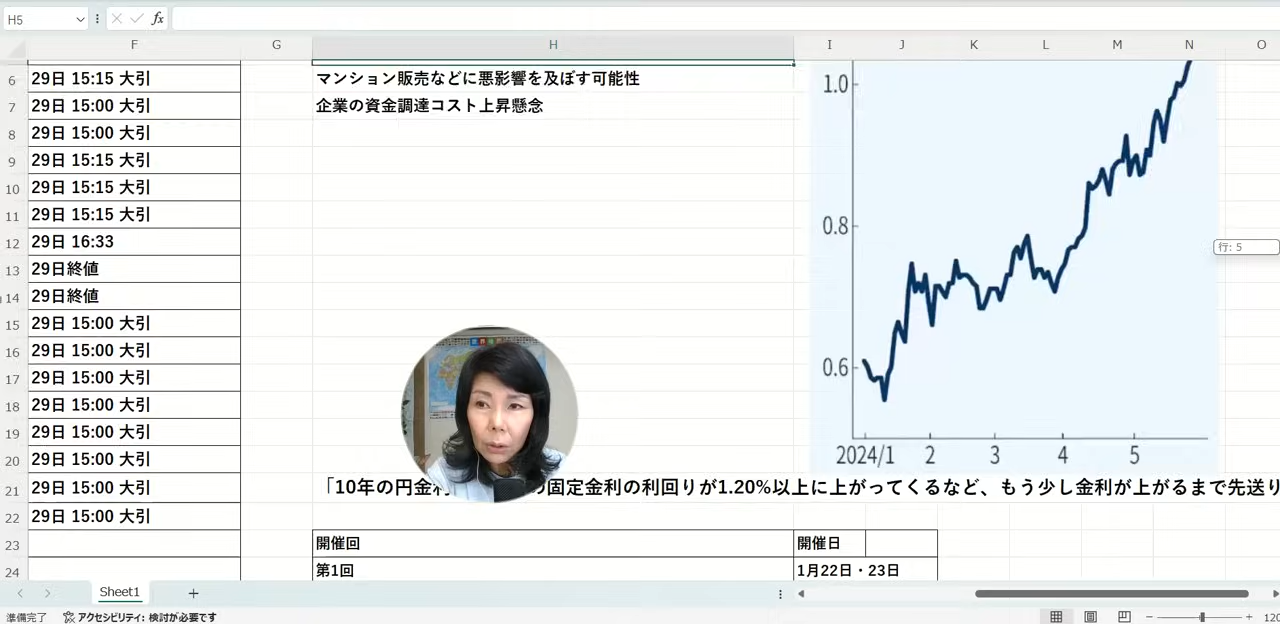 H5
fx
F G H I J K L M N O
6 29日 15:15 大引 マンション販売などに悪影響を及ぼす可能性
7 29日 15:00 大引 企業の資金調達コスト上昇懸念
8 29日 15:00 大引
9 29日 15:15 大引
10 29日 15:15 大引
11 29日 15:15 大引
12 29日 16:33
13 29日終値
14 29日終値
15 29日 15:00 大引
16 29日 15:00 大引
17 29日 15:00 大引
18 29日 15:00 大引
19 29日 15:00 大引
20 29日 15:00 大引
21 29日 15:00 大引 「10年の円金 の固定金利の利回りが1.20%以上に上がってくるなど、もう少し金利が上がるまで先送り
22 29日 15:00 大引
23 開催回 開催日
24 第1回 1月22日・23日
1.0
0.8
0.6
2024/1 2 3 4 5
行: 5
Sheet1
準備完了 アクセシビリティ: 検討が必要です
120